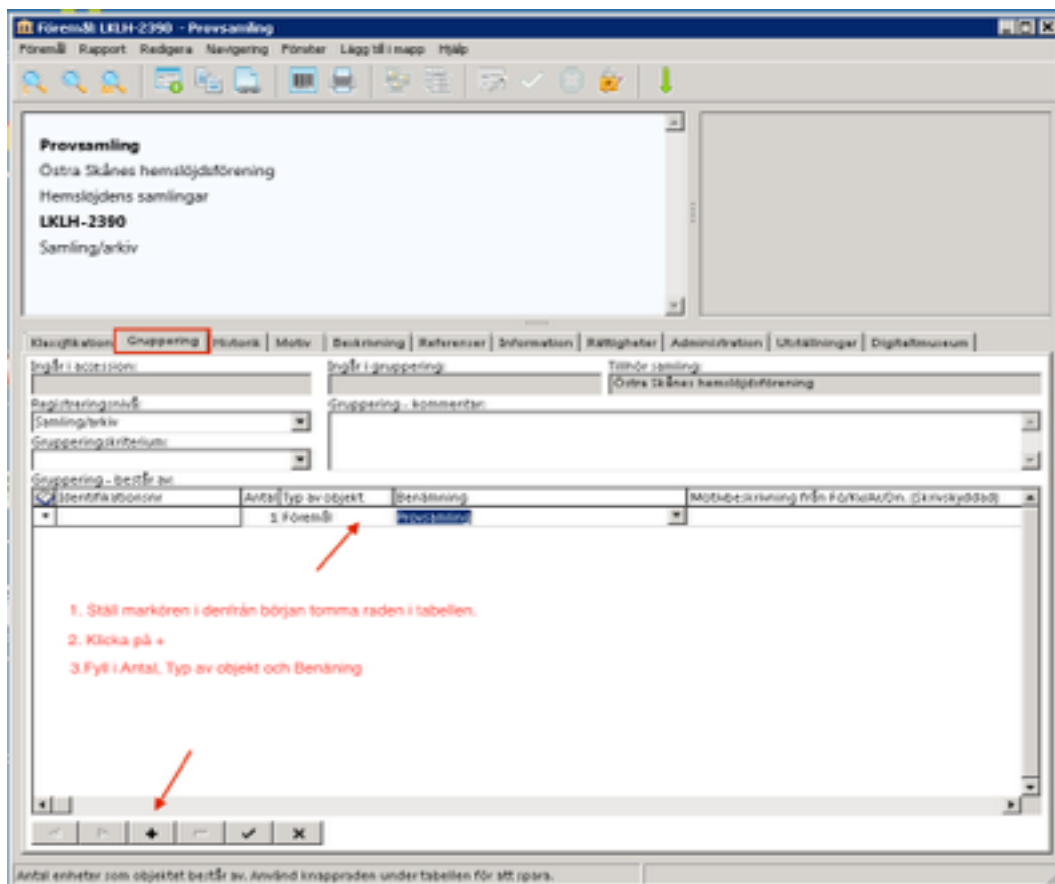 Föremål LKLH-2390 - Provsamling
Föremål Rapport Redigera Navigering Fönster Lägg till i mapp Hjälp
Provsamling
Östra Skånes hemslöjdsförening
Hemslöjdens samlingar
LKLH-2390
Samling/arkiv
Klassifikation Gruppering Historik Motiv Beskrivning Referenser Information Rättigheter Administration Utställningar Digitaltmuseum
Ingår i accession: Ingår i gruppering: Tillhör samling:
Östra Skånes hemslöjdsförening
Registreringsnivå: Gruppering - kommentar:
Samling/arkiv
Grupperingskriterium:
Gruppering - består av:
Identifikationsnr Antal Typ av objekt Benämning Motivbeskrivning från (Skrivskyddad)
* 1 Föremål Provsamling
1. Ställ markören i denfrån början tomma raden i tabellen.
2. Klicka på +
3.Fyll i Antal, Typ av objekt och Benäning
Antal enheter som objektet består av. Använd knappraden under tabellen för att spara.